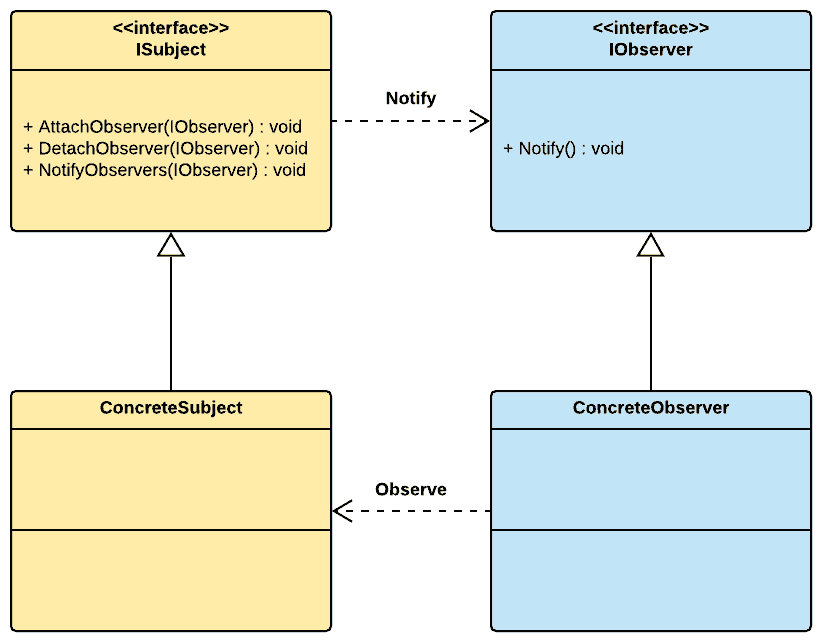 <<interface>>
ISubject
+ AttachObserver(IObserver) : void
+ DetachObserver(IObserver) : void
+ NotifyObservers(IObserver) : void
Notify
<<interface>>
IObserver
+ Notify() : void
ConcreteSubject
Observe
ConcreteObserver